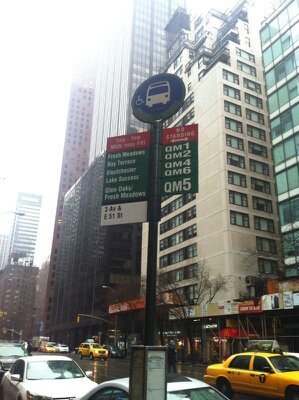 7AM 7PM
MON THRU FRI
Fresh Meadows
Bay Terrace
Electchester
Lake Success
Glen Oaks/
Fresh Meadows
3 Av &
E 51 St
NO
STANDING
QM1
QM2
QM4
QM6
QM5